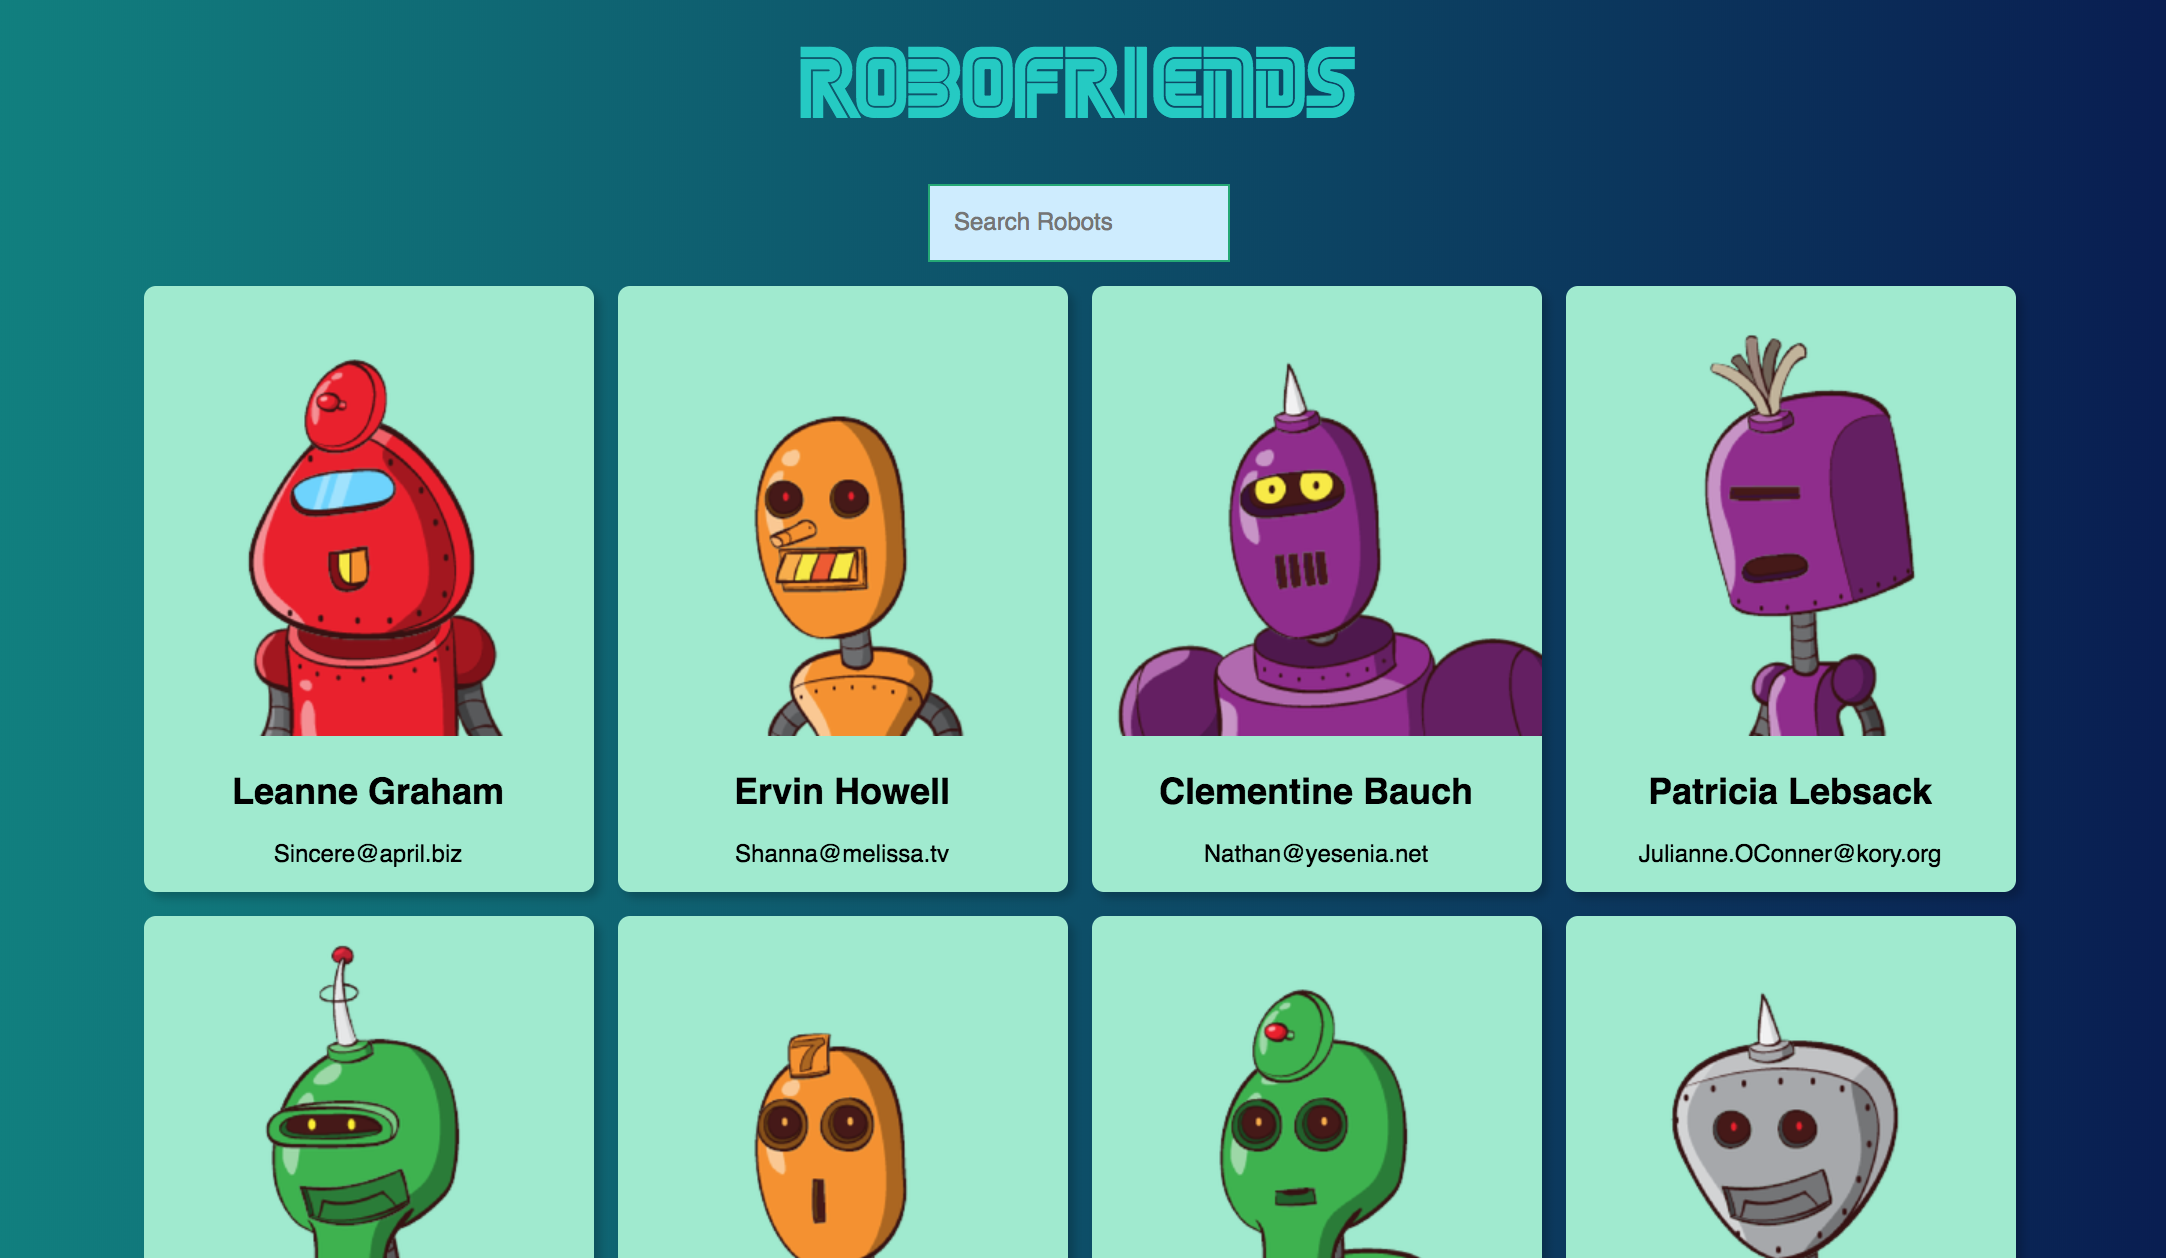 ROBOFRIENDS
Search Robots
Leanne Graham
Sincere@april.biz
Ervin Howell
Shanna@melissa.tv
Clementine Bauch
Nathan@yesenia.net
Patricia Lebsack
Julianne.OConner@kory.org
7